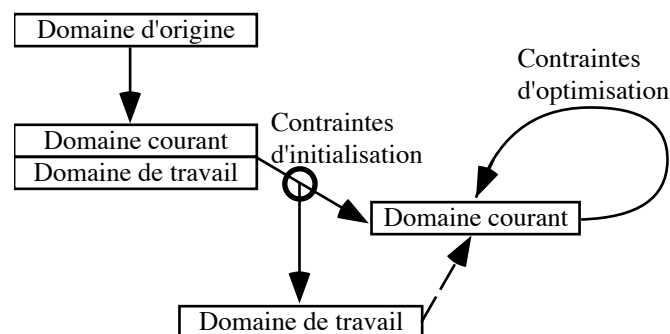 Domaine d'origine
Contraintes
d'optimisation
Contraintes
d'initialisation
Domaine courant
Domaine de travail
Domaine courant
Domaine de travail